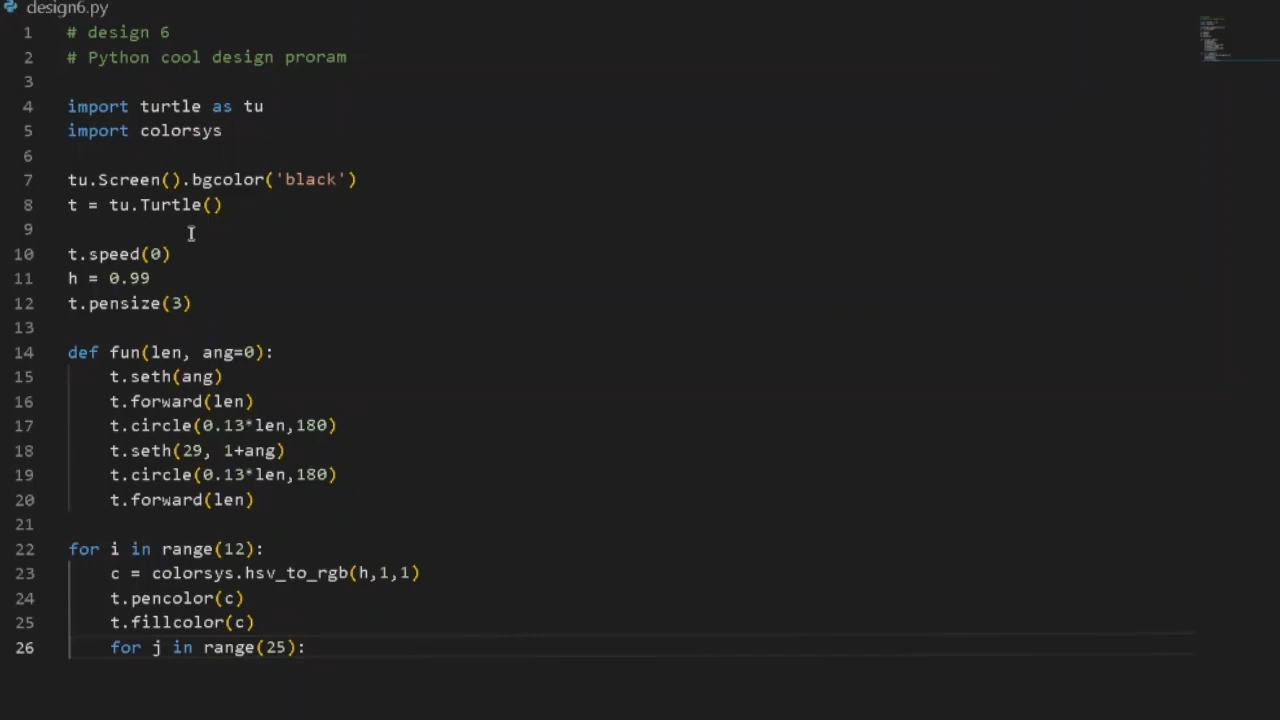 design6.py
1 # design 6
2 # Python cool design proram
3
4 import turtle as tu
5 import colorsys
6
7 tu.Screen().bgcolor('black')
8 t = tu.Turtle()
9
10 t.speed(0)
11 h = 0.99
12 t.pensize(3)
13
14 def fun(len, ang=0):
15     t.seth(ang)
16     t.forward(len)
17     t.circle(0.13*len,180)
18     t.seth(29, 1+ang)
19     t.circle(0.13*len,180)
20     t.forward(len)
21
22 for i in range(12):
23     c = colorsys.hsv_to_rgb(h,1,1)
24     t.pencolor(c)
25     t.fillcolor(c)
26     for j in range(25):